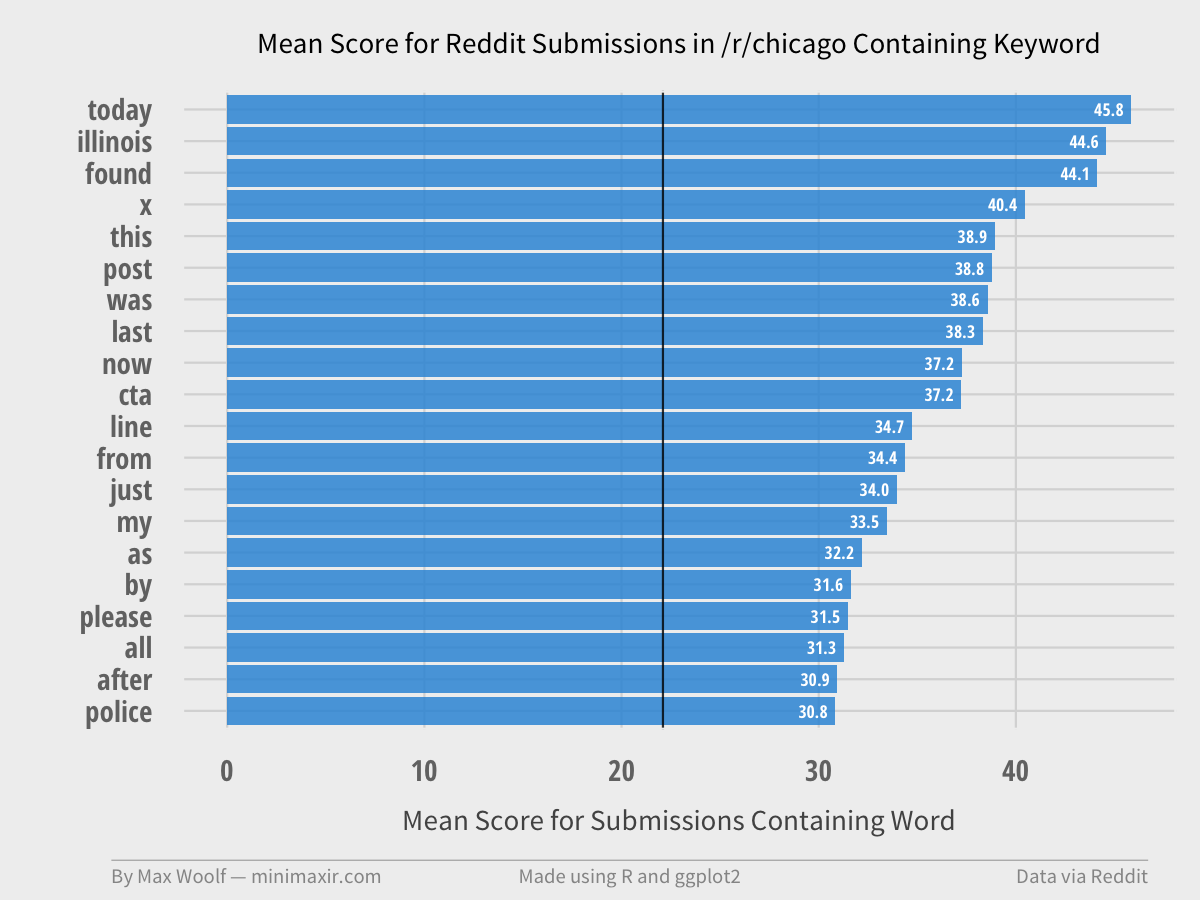 Mean Score for Reddit Submissions in /r/chicago Containing Keyword
today 45.8
illinois 44.6
found 44.1
x 40.4
this 38.9
post 38.8
was 38.6
last 38.3
now 37.2
cta 37.2
line 34.7
from 34.4
just 34.0
my 33.5
as 32.2
by 31.6
please 31.5
all 31.3
after 30.9
police 30.8
0 10 20 30 40
Mean Score for Submissions Containing Word
By Max Woolf — minimaxir.com Made using R and ggplot2 Data via Reddit